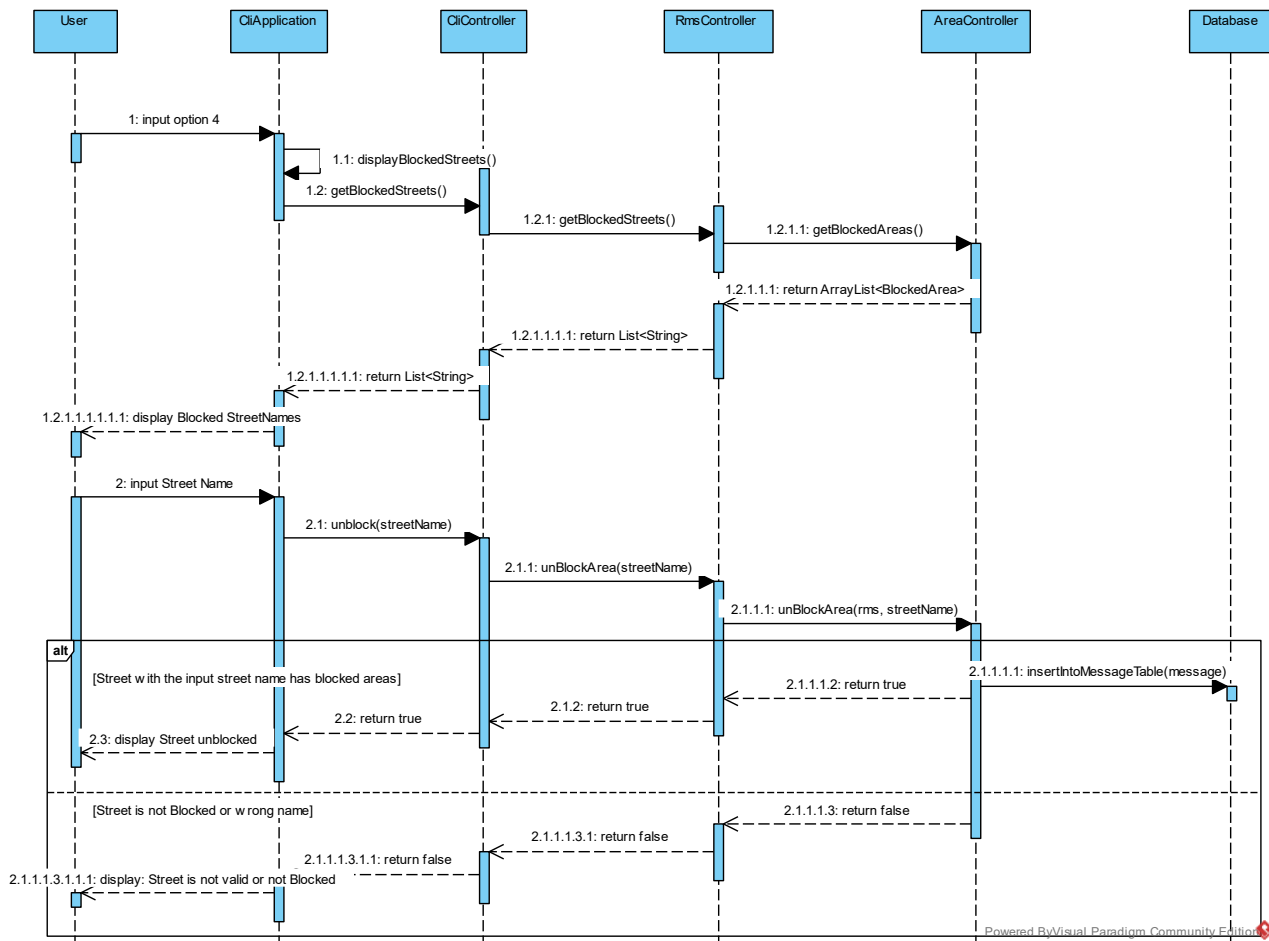 User
CliApplication
CliController
RmsController
AreaController
Database
1: input option 4
1.1: displayBlockedStreets()
1.2: getBlockedStreets()
1.2.1: getBlockedStreets()
1.2.1.1: getBlockedAreas()
1.2.1.1.1: return ArrayList<BlockedArea>
1.2.1.1.1.1: return List<String>
1.2.1.1.1.1.1: return List<String>
1.2.1.1.1.1.1.1: display Blocked StreetNames
2: input Street Name
2.1: unblock(streetName)
2.1.1: unBlockArea(streetName)
2.1.1.1: unBlockArea(rms, streetName)
alt
[Street with the input street name has blocked areas]
2.1.1.1.1: insertIntoMessageTable(message)
2.1.1.1.2: return true
2.1.2: return true
2.2: return true
2.3: display Street unblocked
[Street is not Blocked or wrong name]
2.1.1.1.3: return false
2.1.1.1.3.1: return false
2.1.1.1.3.1.1: return false
2.1.1.1.3.1.1.1: display: Street is not valid or not Blocked
Powered ByVisual Paradigm Community Edition